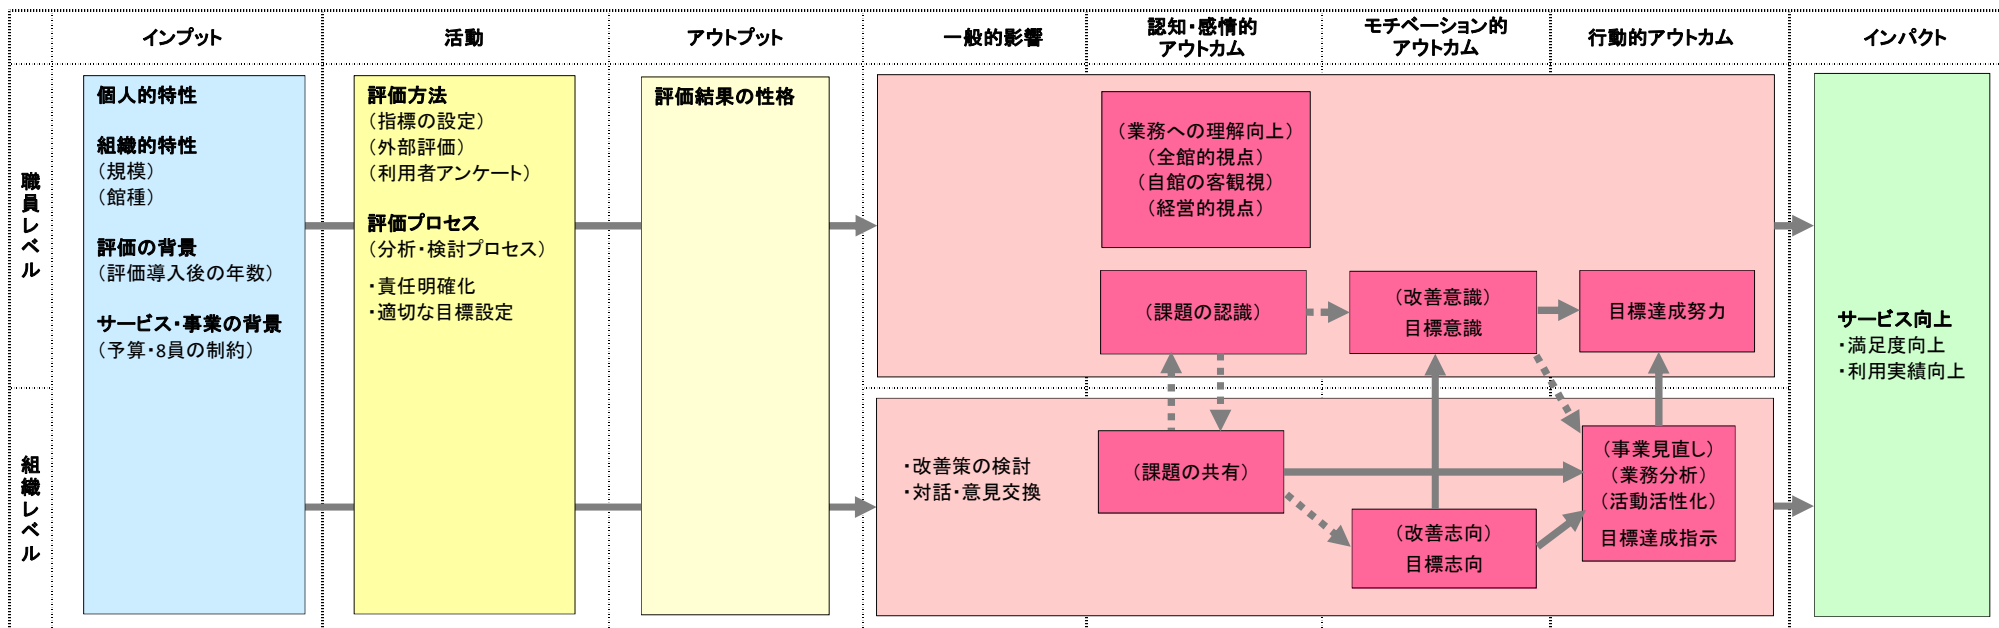 インプット
活動
アウトプット
一般的影響
認知・感情的
アウトカム
モチベーション的
アウトカム
行動的アウトカム
インパクト
職員レベル
個人的特性
組織的特性
（規模）
（館種）
評価の背景
（評価導入後の年数）
サービス・事業の背景
（予算・8員の制約）
評価方法
（指標の設定）
（外部評価）
（利用者アンケート）
評価プロセス
（分析・検討プロセス）
・責任明確化
・適切な目標設定
評価結果の性格
（業務への理解向上）
（全館的視点）
（自館の客観視）
（経営的視点）
（課題の認識）
（改善意識）
目標意識
目標達成努力
組織レベル
・改善策の検討
・対話・意見交換
（課題の共有）
（改善志向）
目標志向
（事業見直し）
（業務分析）
（活動活性化）
目標達成指示
サービス向上
・満足度向上
・利用実績向上